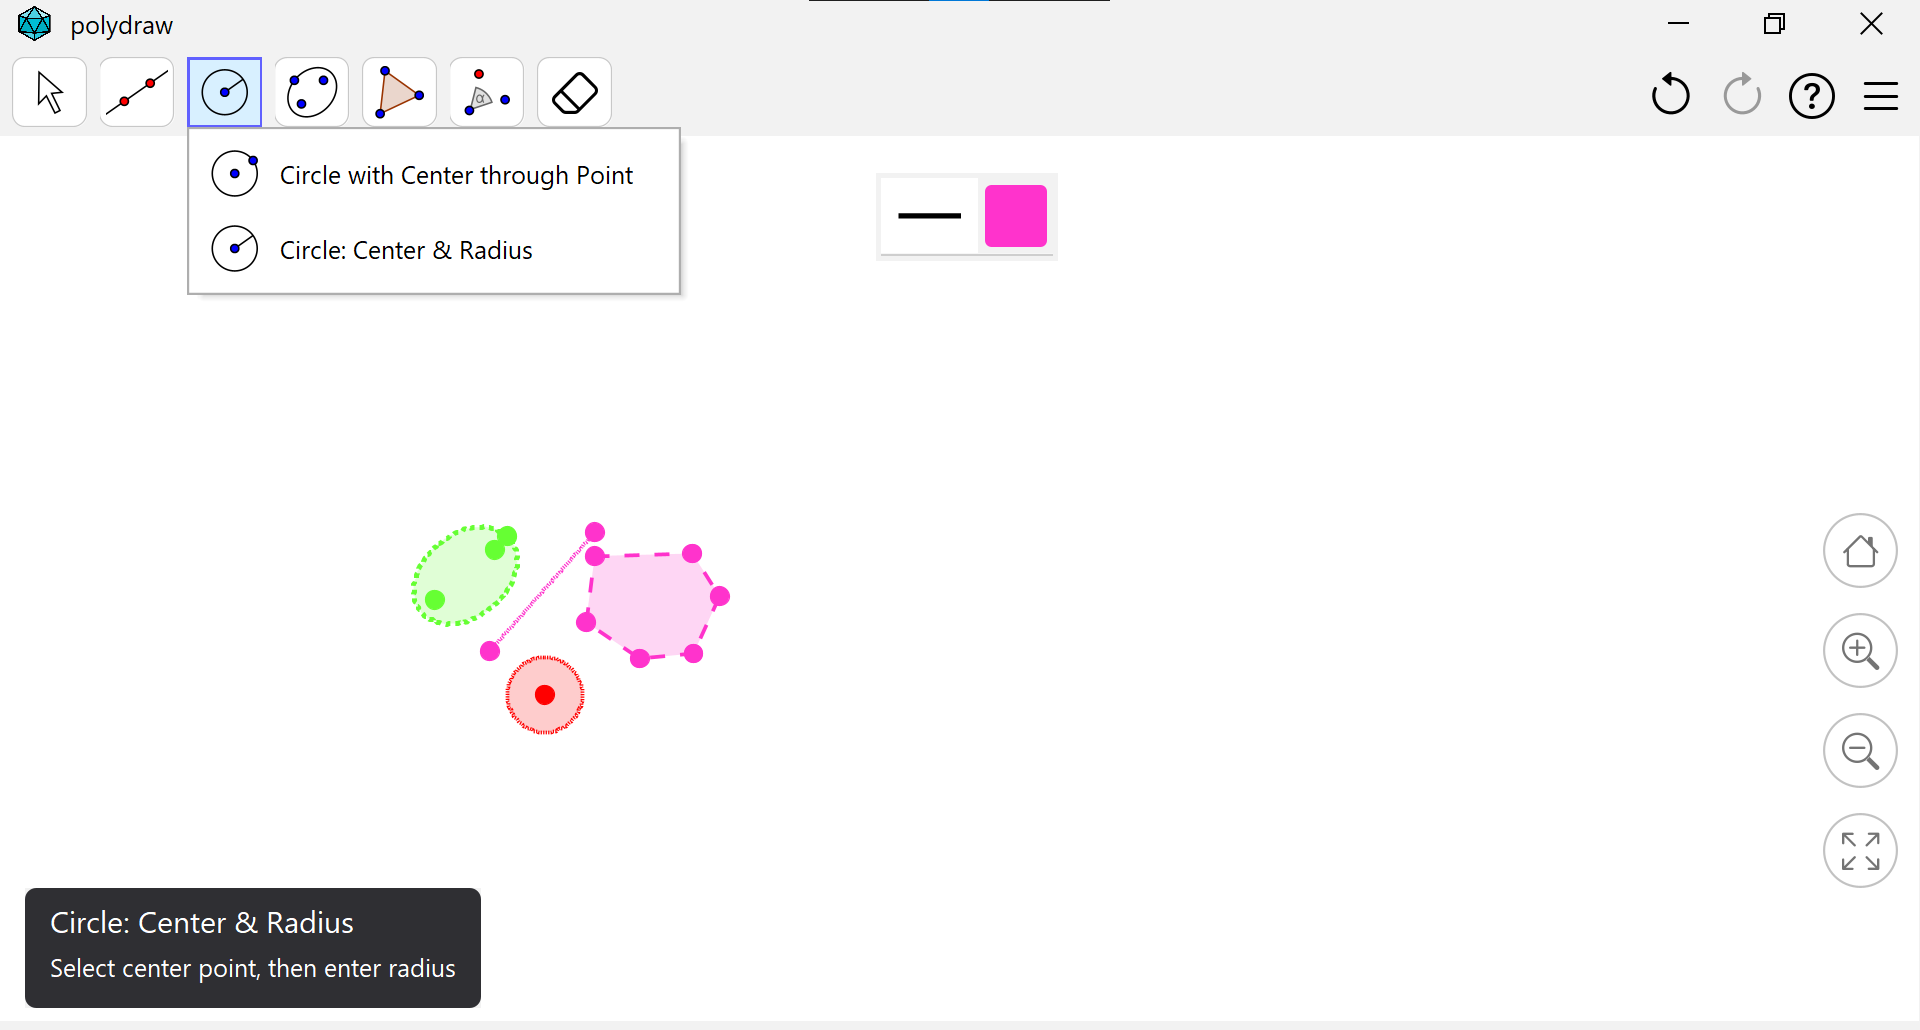 polydraw
α
?
Circle with Center through Point
Circle: Center & Radius
Circle: Center & Radius
Select center point, then enter radius